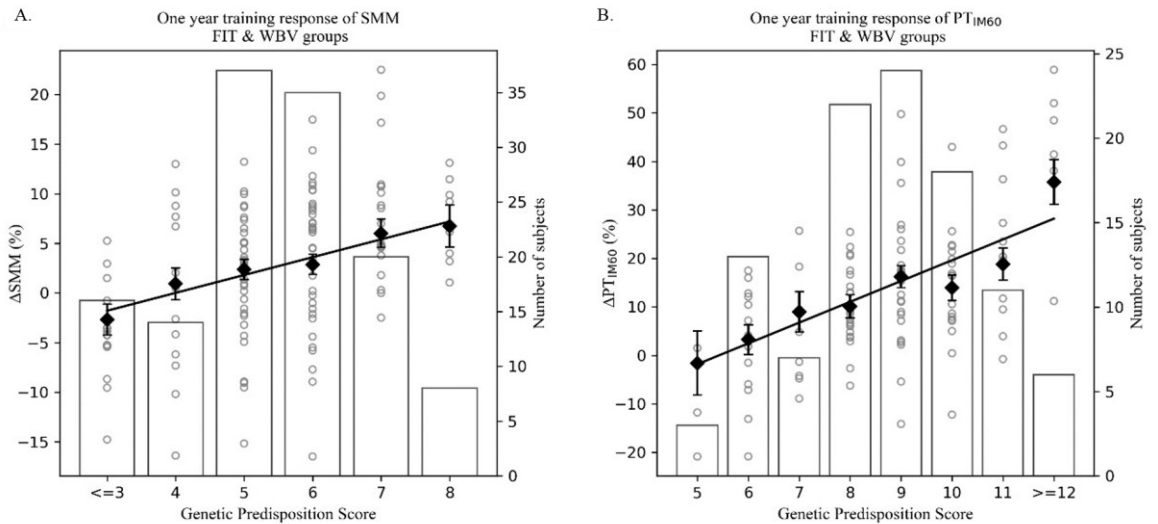 A.
One year training response of SMM
FIT & WBV groups
ΔSMM (%)
20
15
10
5
0
−5
−10
−15
35
30
25
20
15
10
5
0
Number of subjects
<=3 4 5 6 7 8
Genetic Predisposition Score
B.
One year training response of PT_IM60
FIT & WBV groups
ΔPT_IM60 (%)
60
50
40
30
20
10
0
−10
−20
25
20
15
10
5
0
Number of subjects
5 6 7 8 9 10 11 >=12
Genetic Predisposition Score